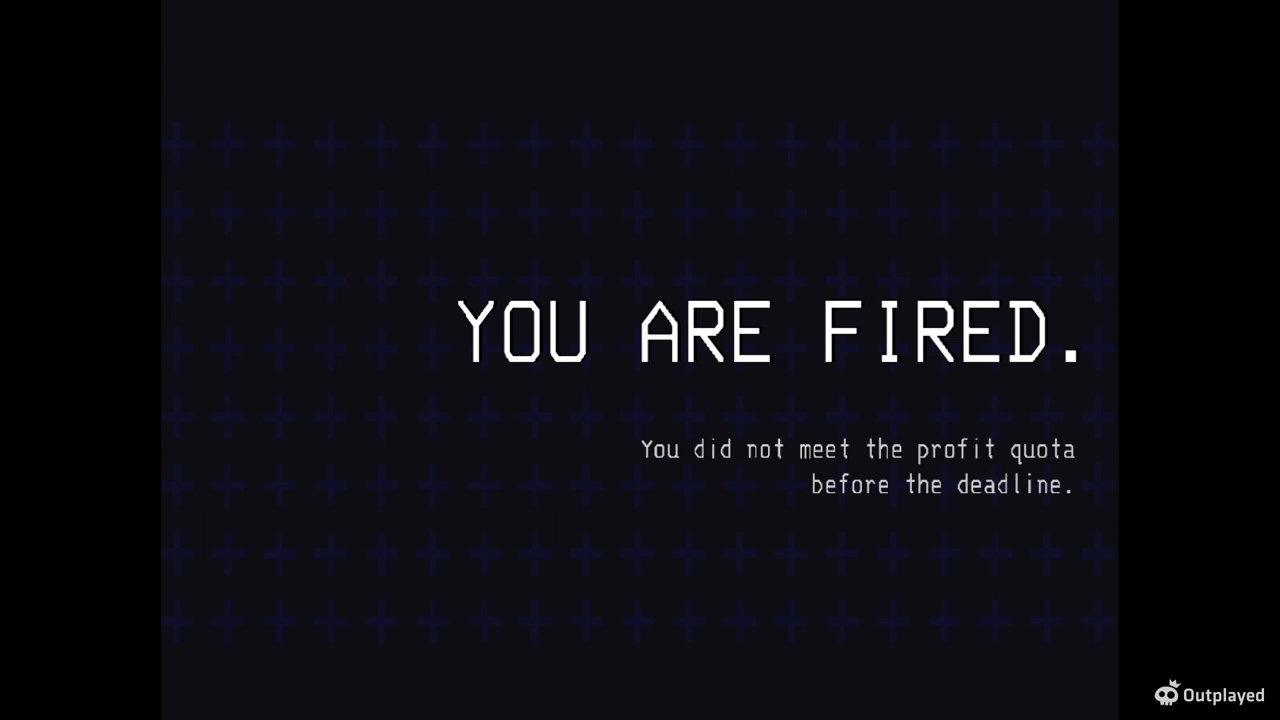 YOU ARE FIRED.
You did not meet the profit quota
before the deadline.
Outplayed